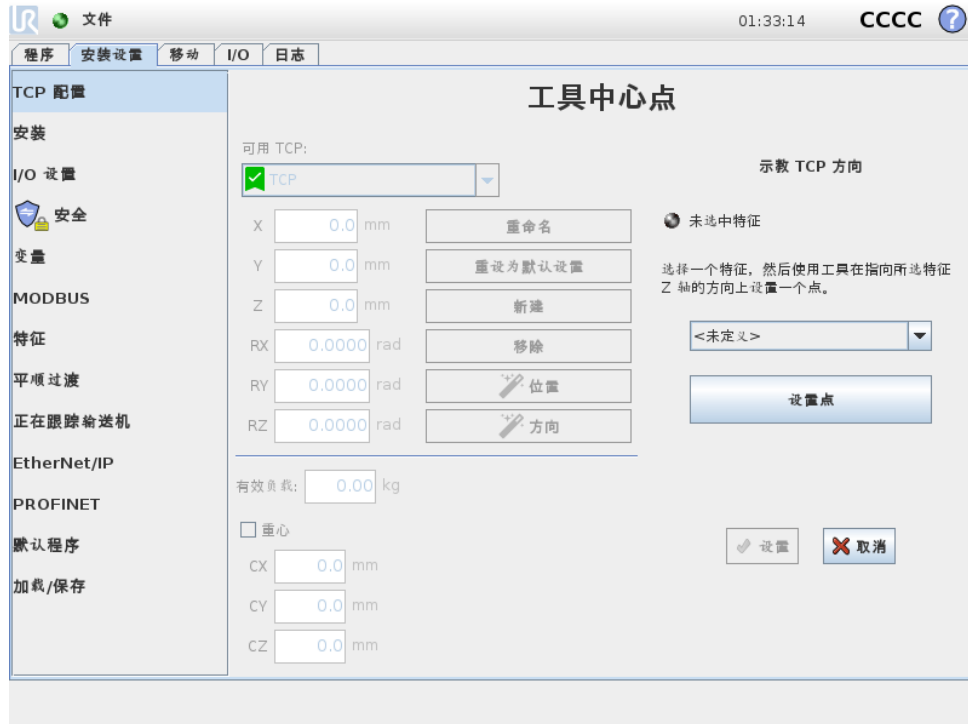 UR 文件 01:33:14 CCCC ?
程序 安装设置 移动 I/O 日志
TCP 配置
安装
I/O 设置
安全
变量
MODBUS
特征
平顺过渡
正在跟踪输送机
EtherNet/IP
PROFINET
默认程序
加载/保存
工具中心点
可用 TCP:
TCP
X 0.0 mm 重命名
Y 0.0 mm 重设为默认设置
Z 0.0 mm 新建
RX 0.0000 rad 移除
RY 0.0000 rad 位置
RZ 0.0000 rad 方向
有效负载: 0.00 kg
重心
CX 0.0 mm
CY 0.0 mm
CZ 0.0 mm
示教 TCP 方向
未选中特征
选择一个特征, 然后使用工具在指向所选特征
Z 轴的方向上设置一个点。
<未定义>
设置点
设置 取消